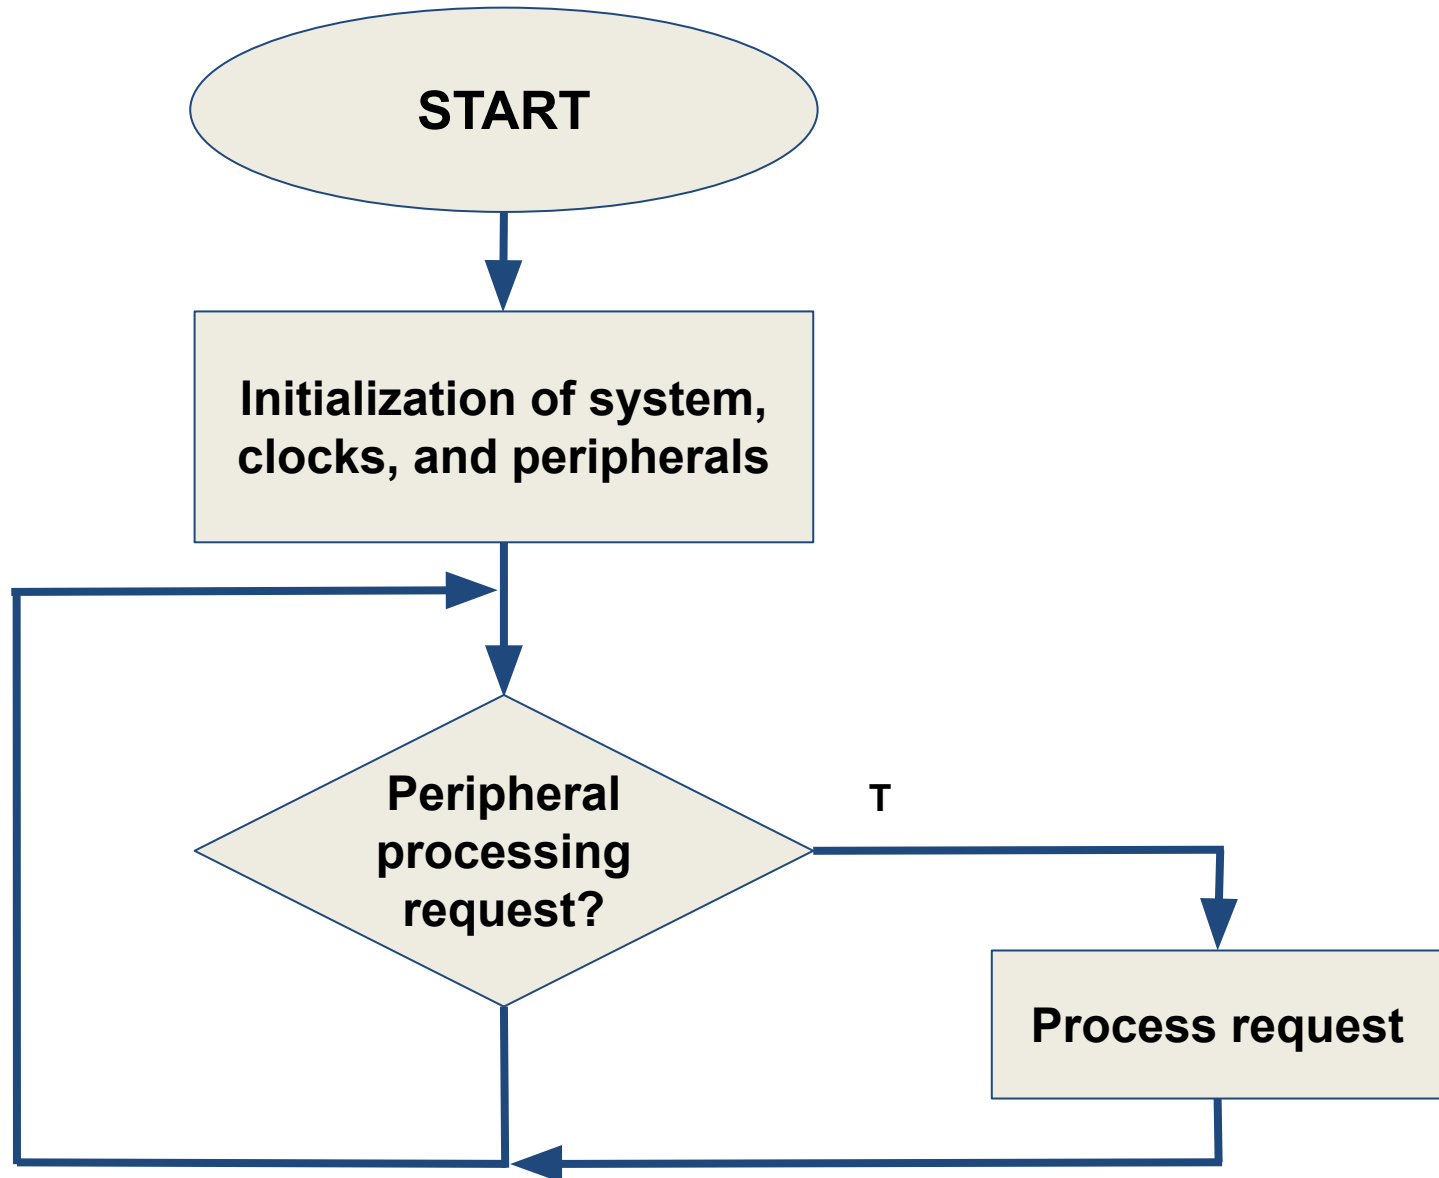 START
Initialization of system,
clocks, and peripherals
Peripheral
processing
request?
T
Process request